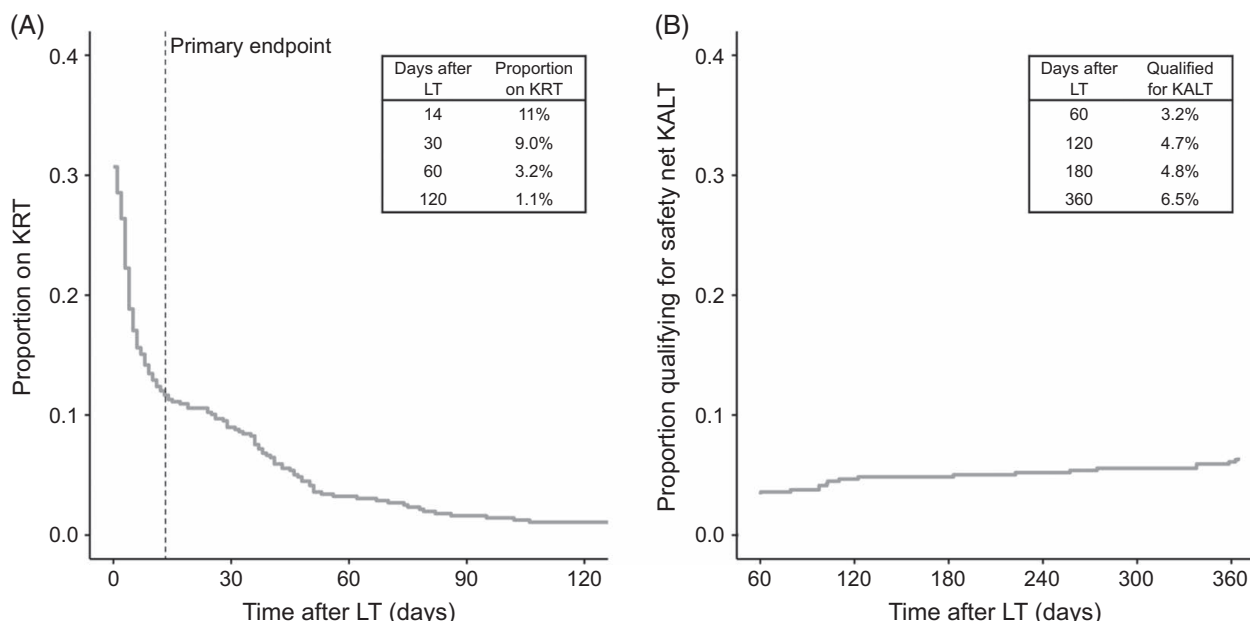 (A)
Primary endpoint
Proportion on KRT
0.4
0.3
0.2
0.1
0.0
0 30 60 90 120
Time after LT (days)
Days after Proportion
LT on KRT
14 11%
30 9.0%
60 3.2%
120 1.1%
(B)
Proportion qualifying for safety net KALT
0.4
0.3
0.2
0.1
0.0
60 120 180 240 300 360
Time after LT (days)
Days after Qualified
LT for KALT
60 3.2%
120 4.7%
180 4.8%
360 6.5%